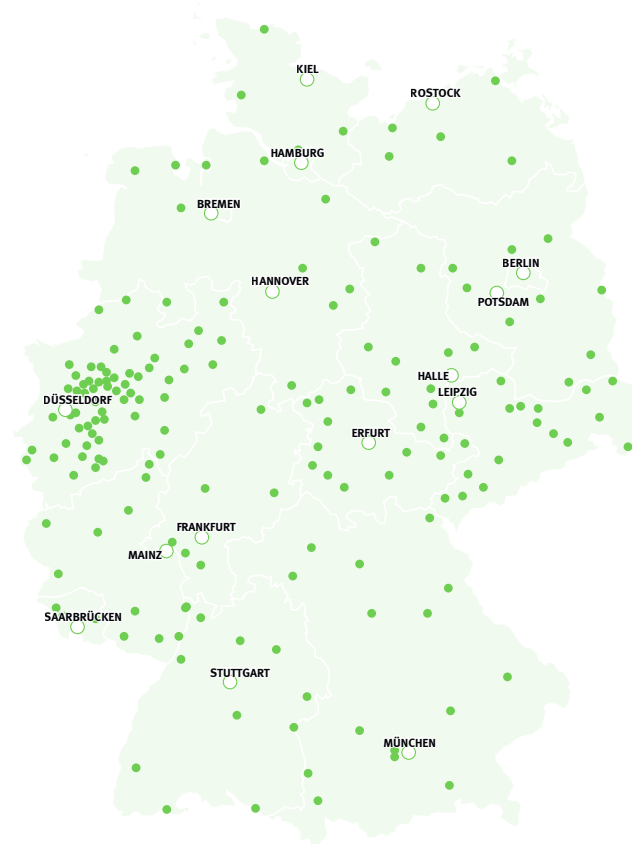 KIEL
ROSTOCK
HAMBURG
BREMEN
BERLIN
HANNOVER
POTSDAM
HALLE
LEIPZIG
DÜSSELDORF
ERFURT
FRANKFURT
MAINZ
SAARBRÜCKEN
STUTTGART
MÜNCHEN